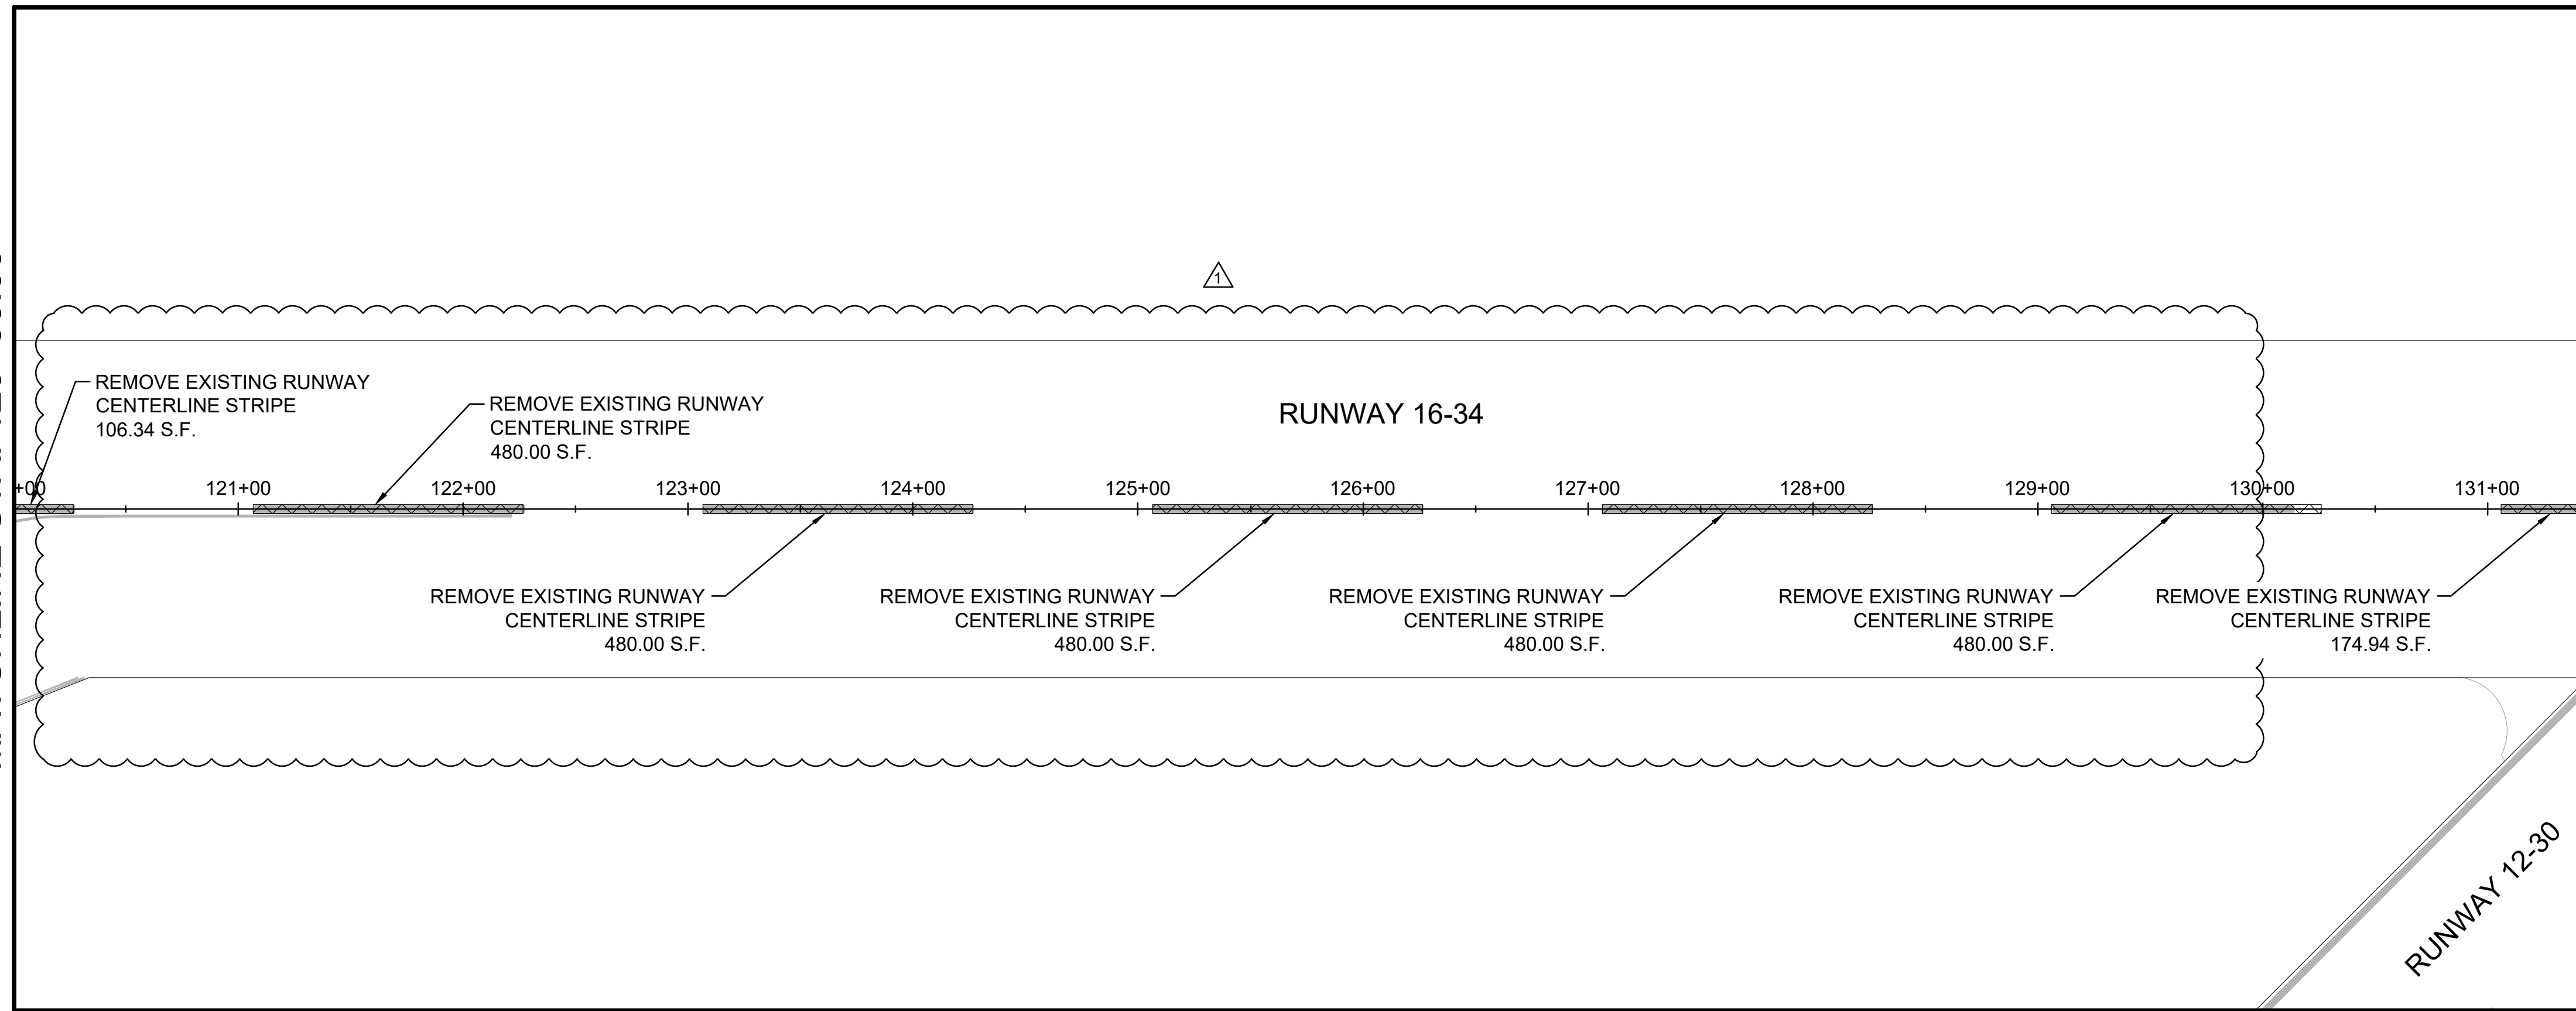 1
REMOVE EXISTING RUNWAY
CENTERLINE STRIPE
106.34 S.F.
REMOVE EXISTING RUNWAY
CENTERLINE STRIPE
480.00 S.F.
RUNWAY 16-34
+00
121+00
122+00
123+00
124+00
125+00
126+00
127+00
128+00
129+00
130+00
131+00
REMOVE EXISTING RUNWAY
CENTERLINE STRIPE
480.00 S.F.
REMOVE EXISTING RUNWAY
CENTERLINE STRIPE
480.00 S.F.
REMOVE EXISTING RUNWAY
CENTERLINE STRIPE
480.00 S.F.
REMOVE EXISTING RUNWAY
CENTERLINE STRIPE
480.00 S.F.
REMOVE EXISTING RUNWAY
CENTERLINE STRIPE
174.94 S.F.
RUNWAY 12-30